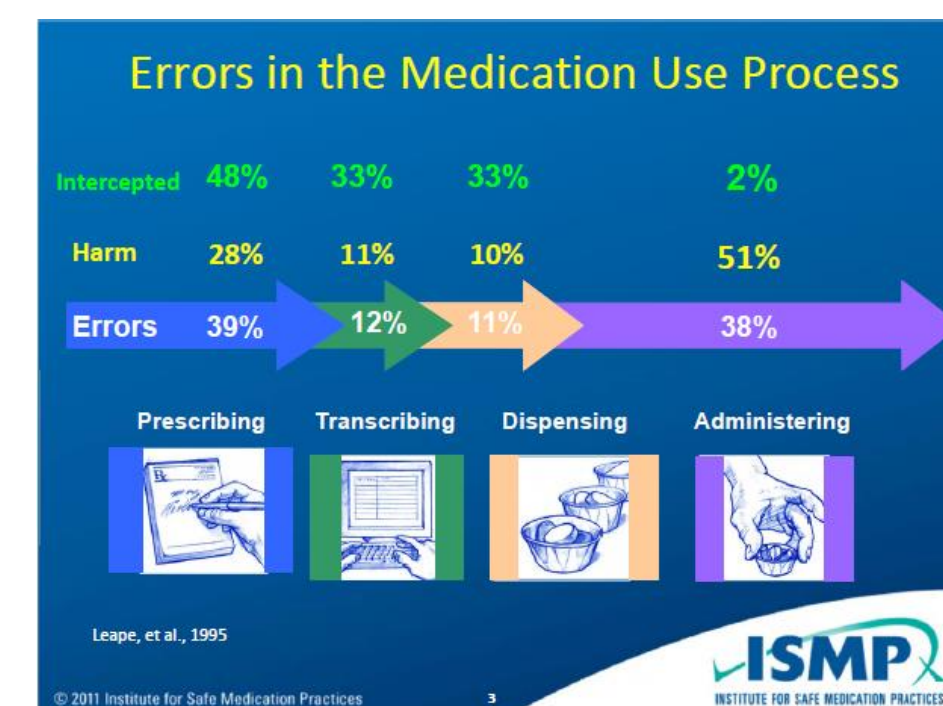 Errors in the Medication Use Process
Intercepted 48% 33% 33% 2%
Harm 28% 11% 10% 51%
Errors 39% 12% 11% 38%
Prescribing Transcribing Dispensing Administering
Leape, et al., 1995
ISMP
INSTITUTE FOR SAFE MEDICATION PRACTICES
© 2011 Institute for Safe Medication Practices 3